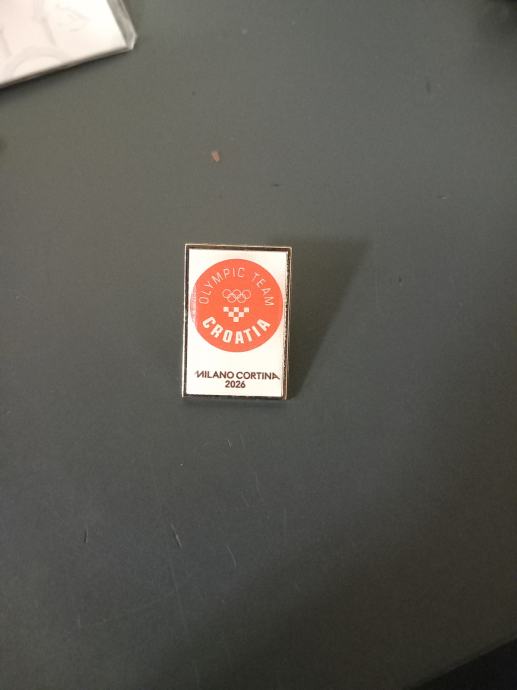 OLYMPIC TEAM
CROATIA
MILANO CORTINA
2026